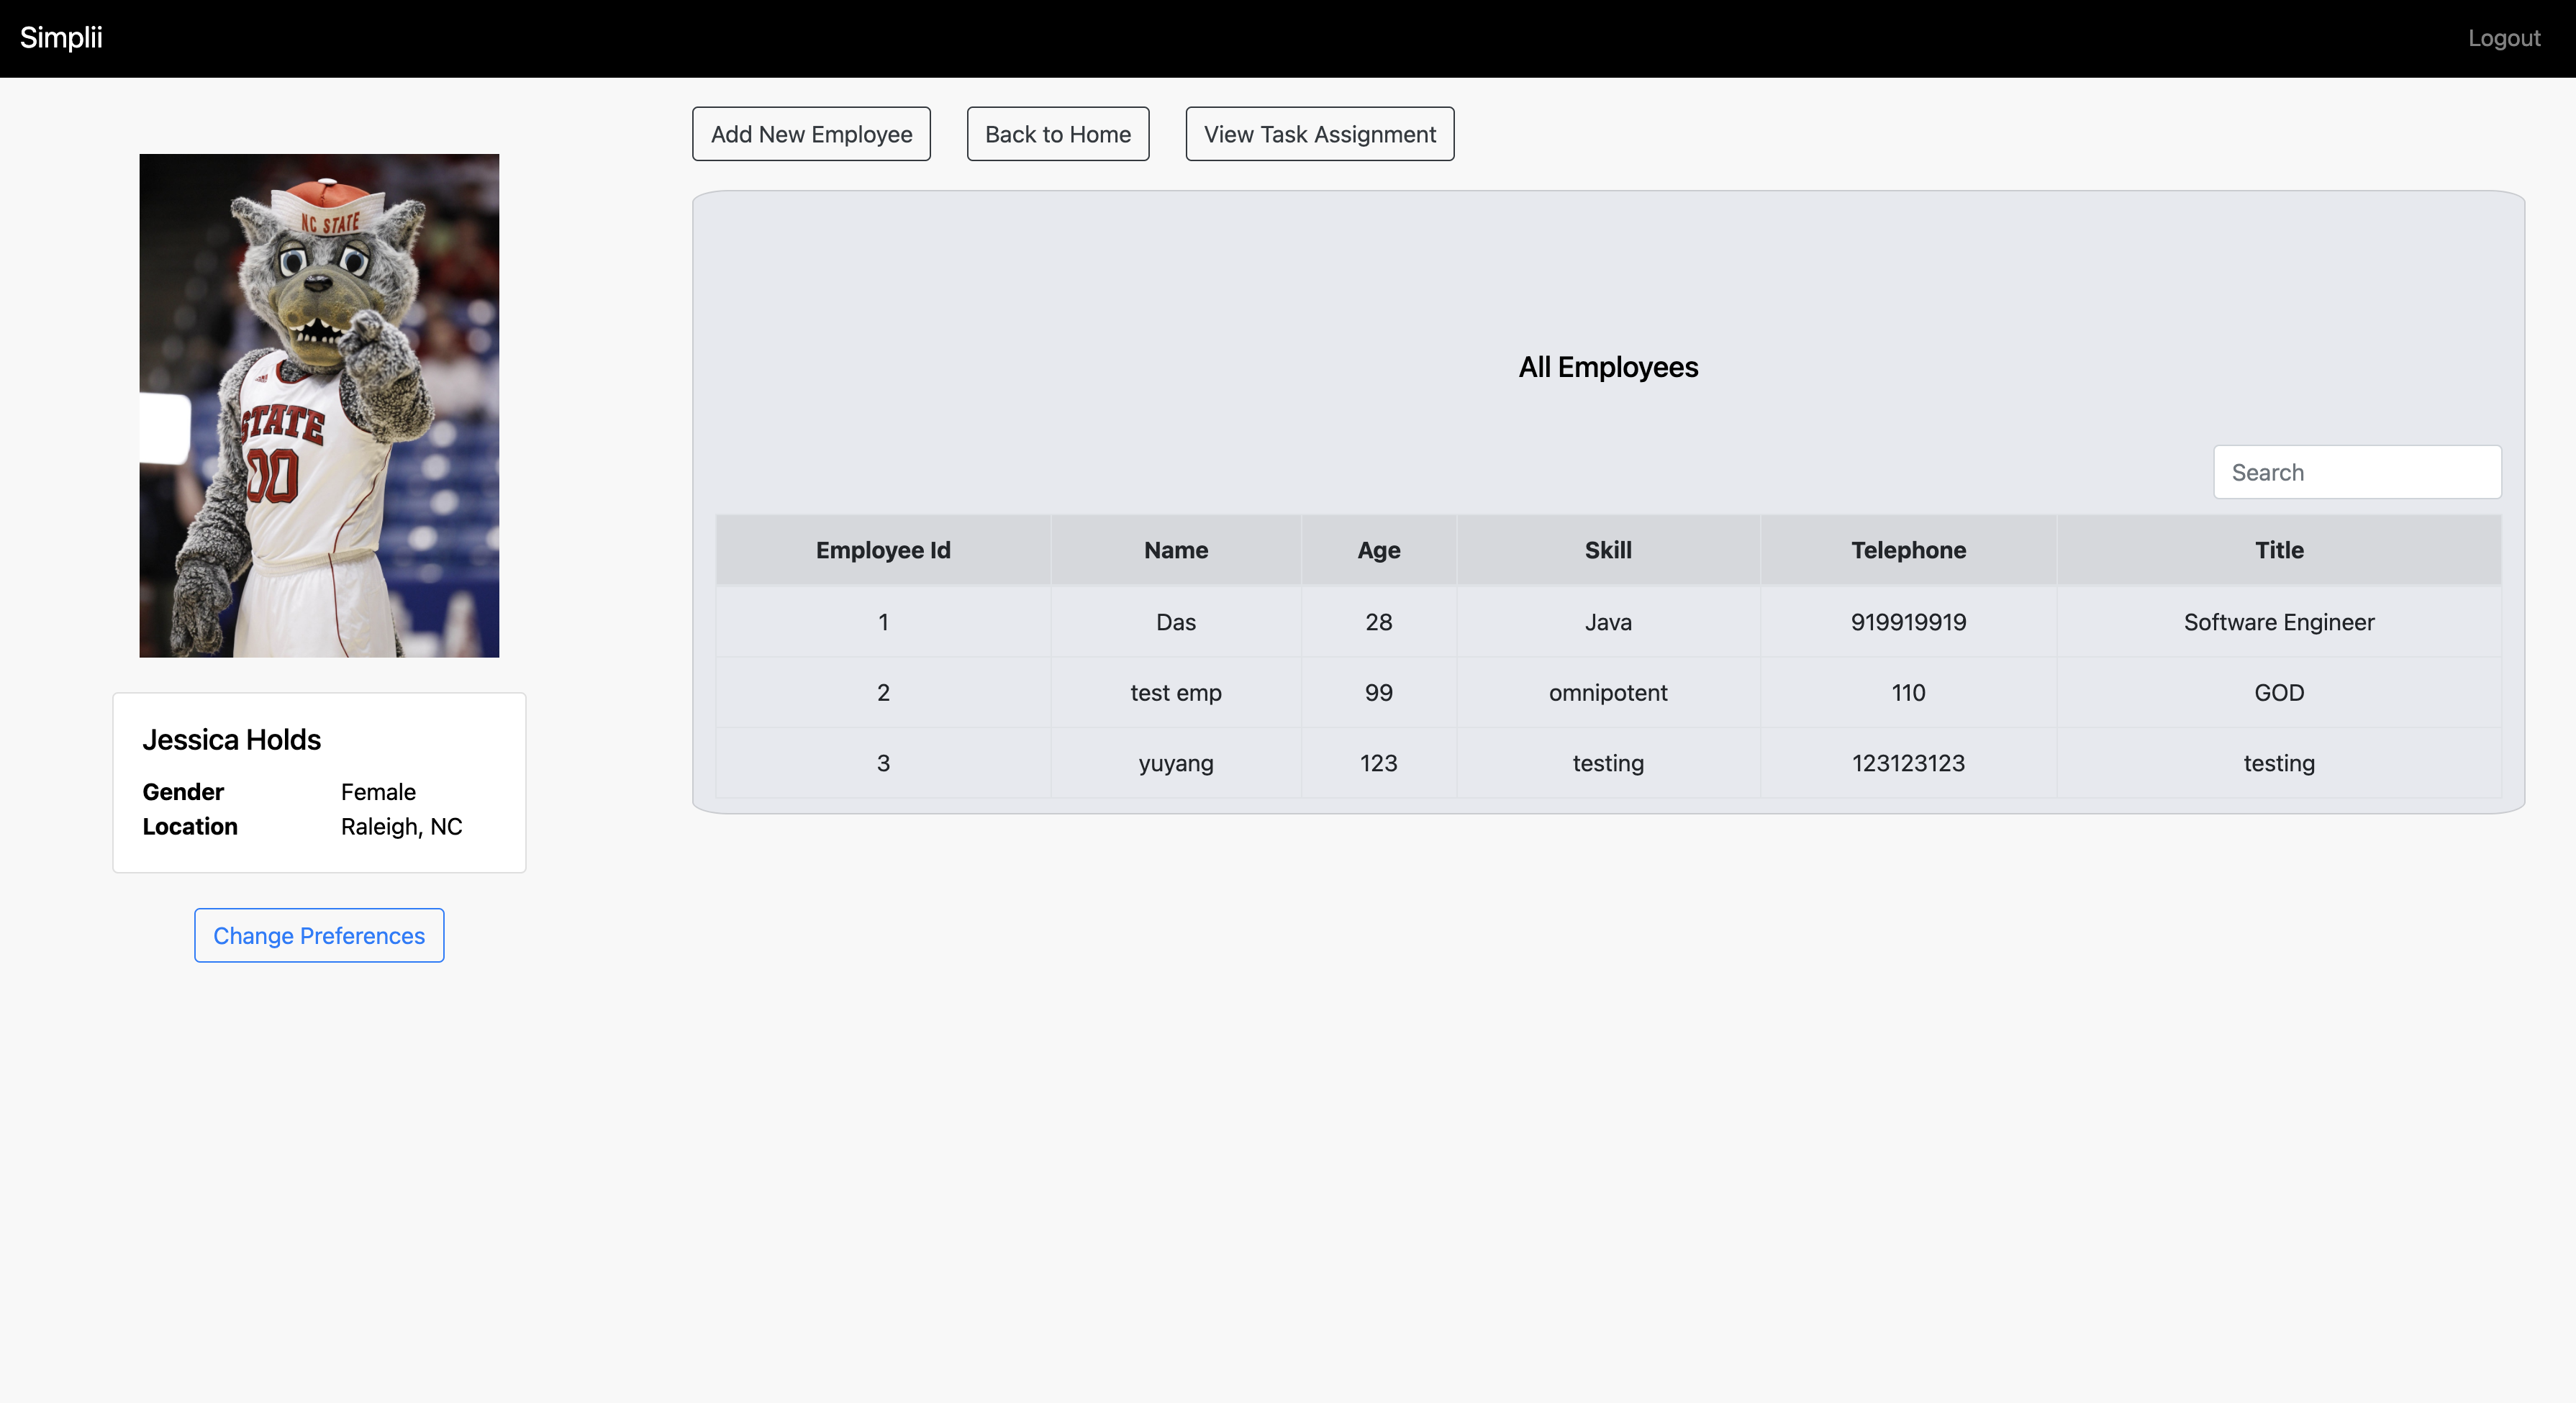 Simplii
Logout
Add New Employee
Back to Home
View Task Assignment
NC STATE
STATE
00
Jessica Holds
Gender Female
Location Raleigh, NC
Change Preferences
All Employees
Search
Employee Id Name Age Skill Telephone Title
1 Das 28 Java 919919919 Software Engineer
2 test emp 99 omnipotent 110 GOD
3 yuyang 123 testing 123123123 testing